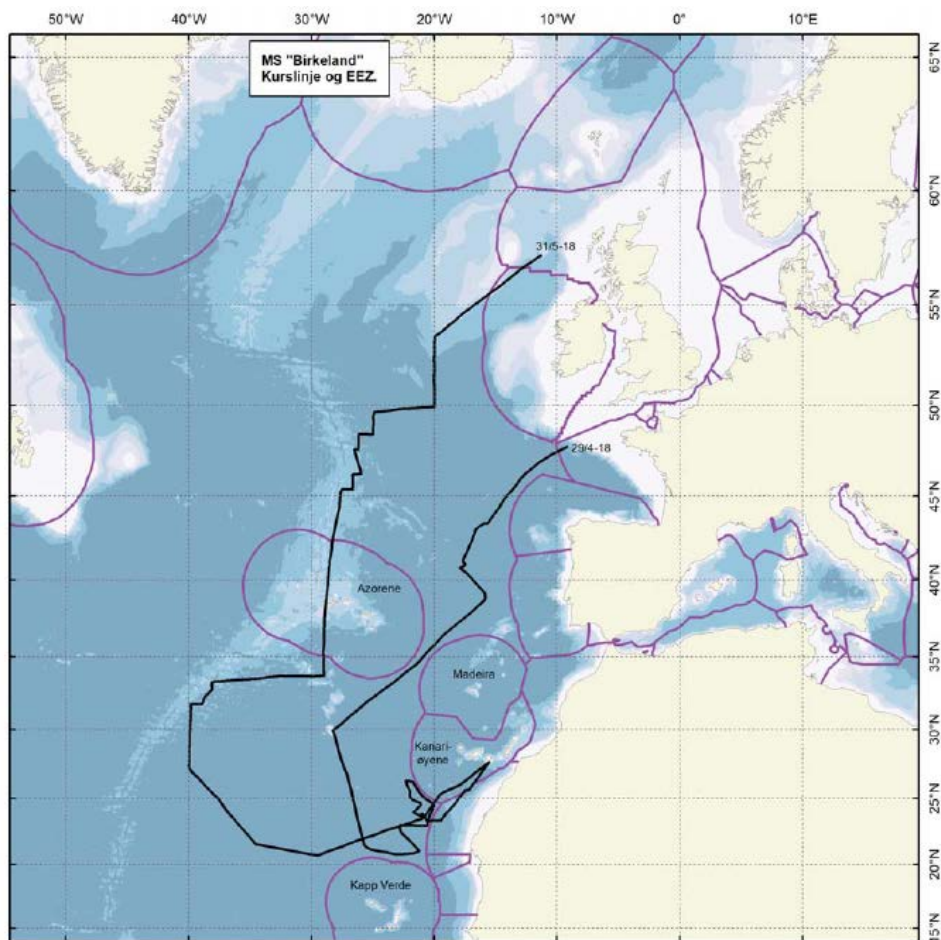 50°W 40°W 30°W 20°W 10°W 0° 10°E
MS "Birkeland"
Kurslinje og EEZ.
65°N
60°N
31/5-18
55°N
50°N
29/4-18
45°N
40°N
Azorene
35°N
Madeira
30°N
Kanari-
øyene
25°N
20°N
Kapp Verde
15°N